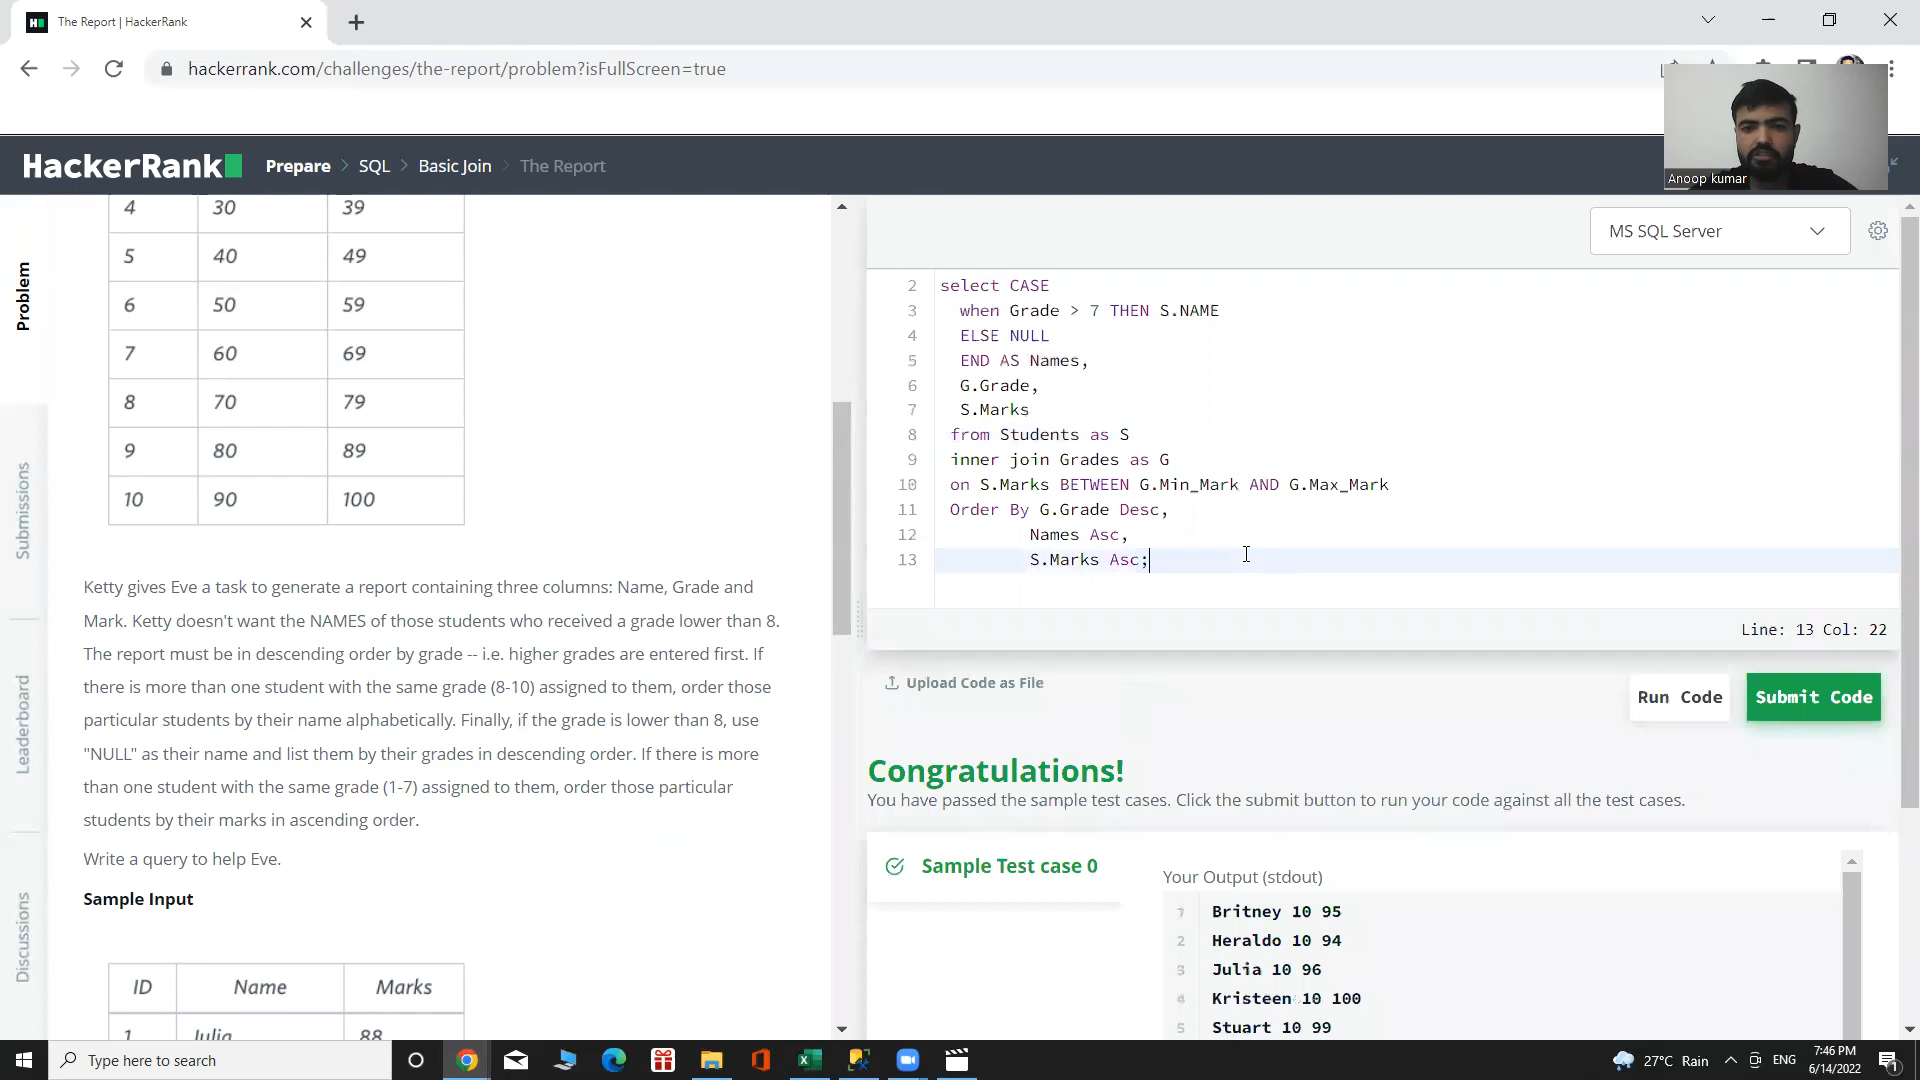 The Report | HackerRank
hackerrank.com/challenges/the-report/problem?isFullScreen=true
Anoop kumar
HackerRank
Prepare > SQL > Basic Join > The Report
Problem
Submissions
Leaderboard
Discussions
4 30 39
5 40 49
6 50 59
7 60 69
8 70 79
9 80 89
10 90 100
Ketty gives Eve a task to generate a report containing three columns: Name, Grade and
Mark. Ketty doesn't want the NAMES of those students who received a grade lower than 8.
The report must be in descending order by grade -- i.e. higher grades are entered first. If
there is more than one student with the same grade (8-10) assigned to them, order those
particular students by their name alphabetically. Finally, if the grade is lower than 8, use
"NULL" as their name and list them by their grades in descending order. If there is more
than one student with the same grade (1-7) assigned to them, order those particular
students by their marks in ascending order.
Write a query to help Eve.
Sample Input
ID Name Marks
1 Julia 88
MS SQL Server
2 select CASE
3 when Grade > 7 THEN S.NAME
4 ELSE NULL
5 END AS Names,
6 G.Grade,
7 S.Marks
8 from Students as S
9 inner join Grades as G
10 on S.Marks BETWEEN G.Min_Mark AND G.Max_Mark
11 Order By G.Grade Desc,
12 Names Asc,
13 S.Marks Asc;
Line: 13 Col: 22
Upload Code as File
Run Code
Submit Code
Congratulations!
You have passed the sample test cases. Click the submit button to run your code against all the test cases.
Sample Test case 0
Your Output (stdout)
1 Britney 10 95
2 Heraldo 10 94
3 Julia 10 96
4 Kristeen 10 100
5 Stuart 10 99
Type here to search
27°C Rain
ENG
7:46 PM
6/14/2022
1